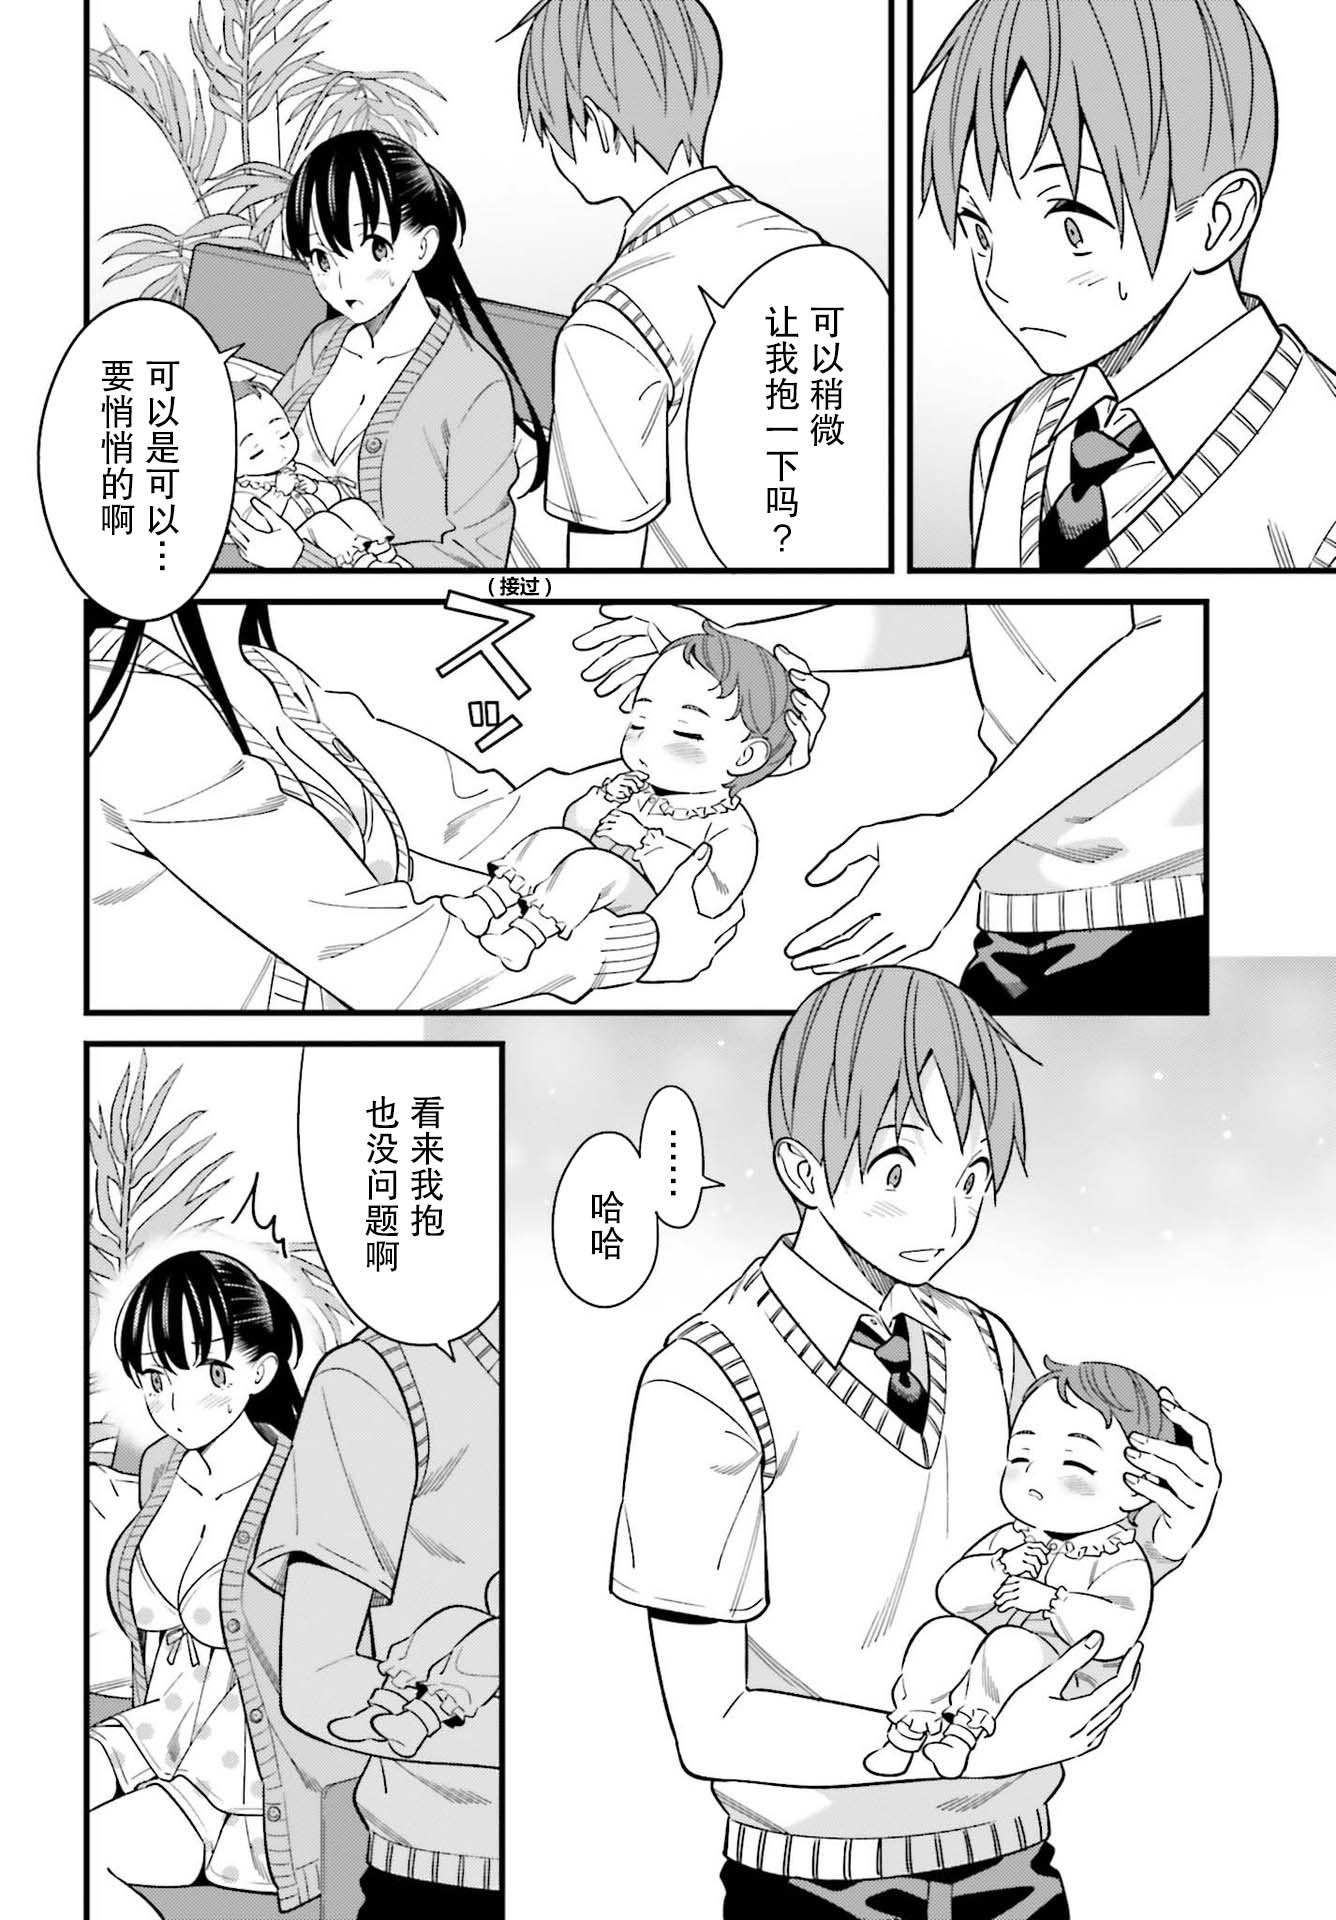 可以稍微
让我抱一下吗？
可以是可以…
要悄悄的啊
（接过）
スッ
……
哈哈
看来我抱
也没问题啊